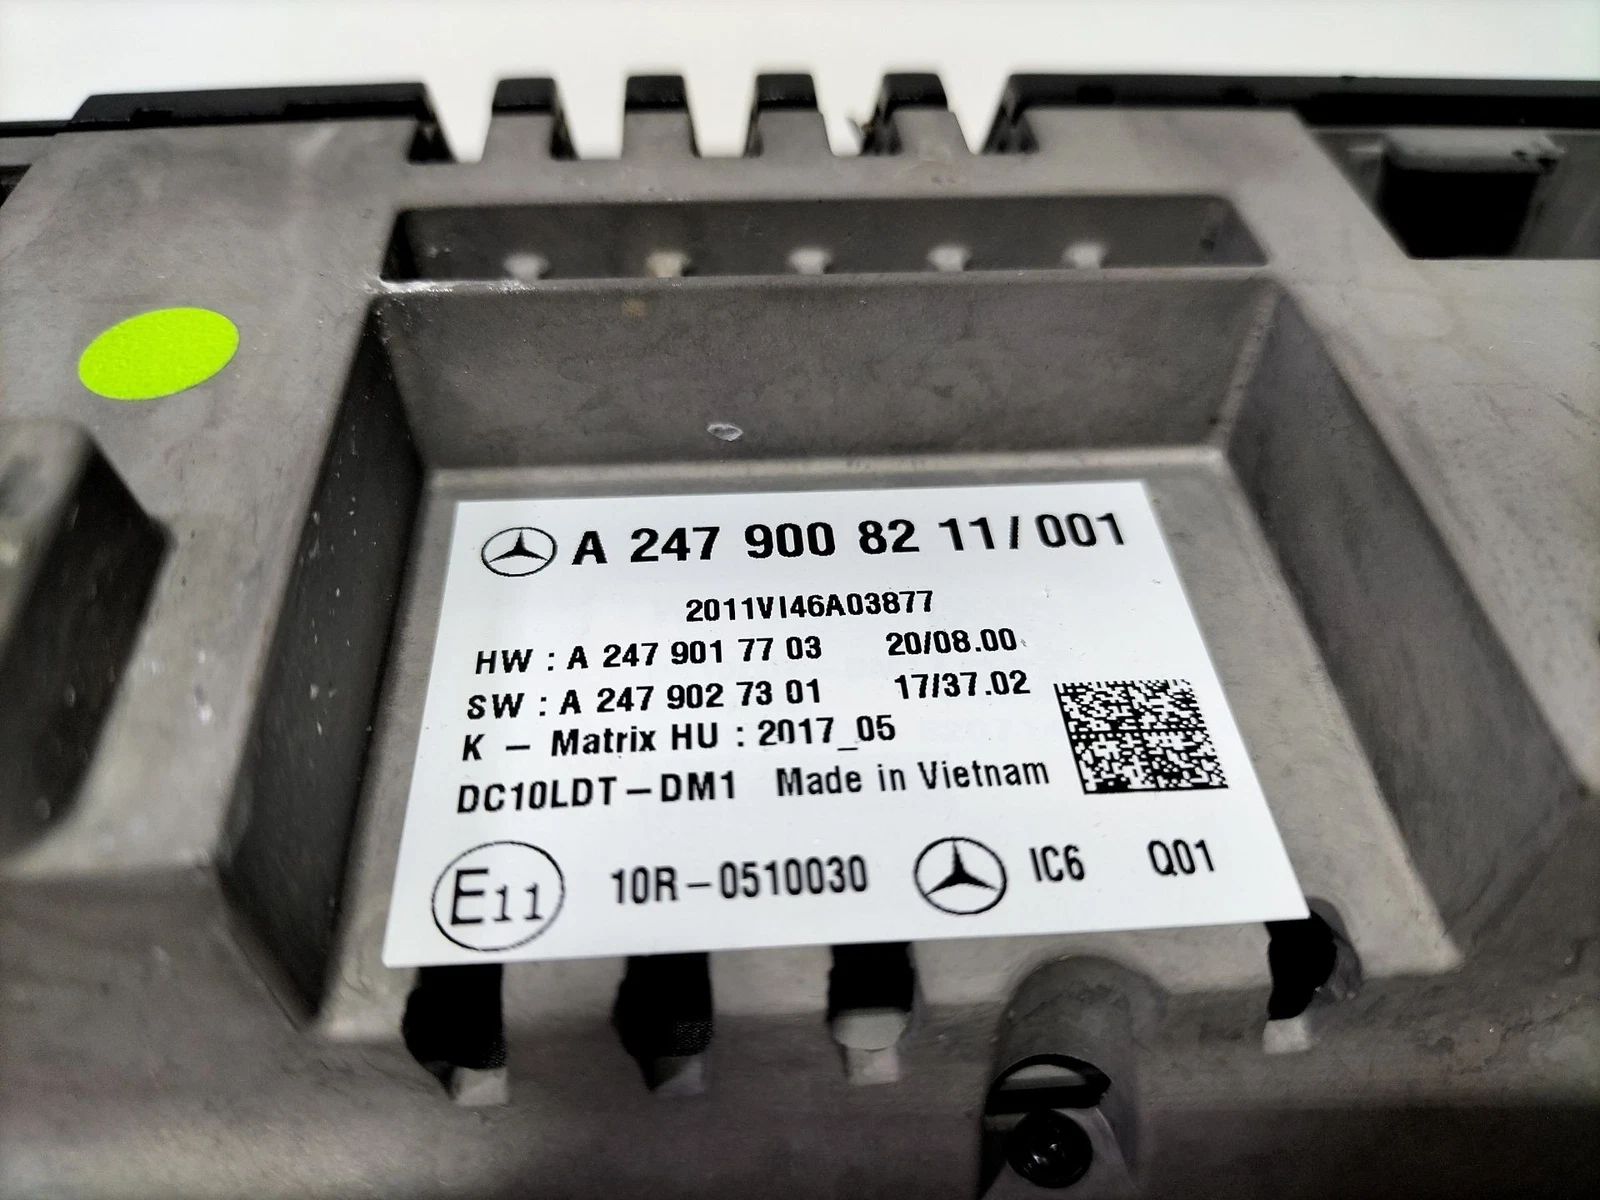 A 247 900 82 11/001
2011VI46A03877
HW : A 247 901 77 03 20/08.00
SW : A 247 902 73 01 17/37.02
K - Matrix HU : 2017_05
DC10LDT-DM1 Made in Vietnam
E11 10R-0510030 IC6 Q01